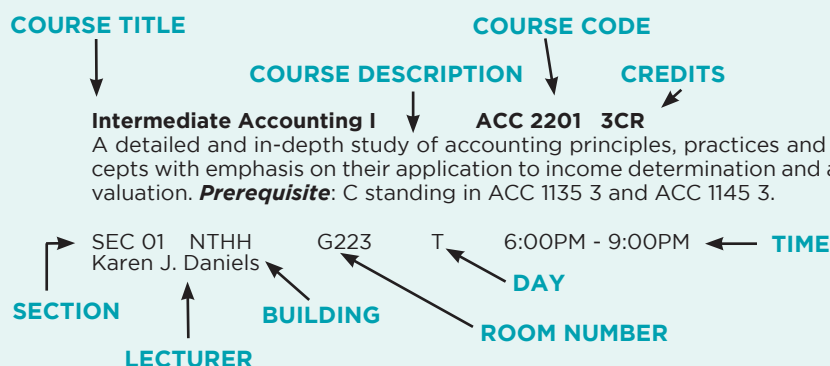 COURSE TITLE
COURSE CODE
COURSE DESCRIPTION
CREDITS
Intermediate Accounting I ACC 2201 3CR
A detailed and in-depth study of accounting principles, practices and
cepts with emphasis on their application to income determination and a
valuation. Prerequisite: C standing in ACC 1135 3 and ACC 1145 3.
SEC 01 NTHH G223 T 6:00PM - 9:00PM TIME
Karen J. Daniels
DAY
SECTION
BUILDING
ROOM NUMBER
LECTURER